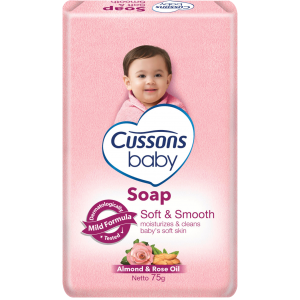 Cussons
baby
Soap
Dermatologically
Mild Formula
• Tested ✓
Soft & Smooth
moisturizes & cleans
baby's soft skin
Almond & Rose Oil
Netto 75g